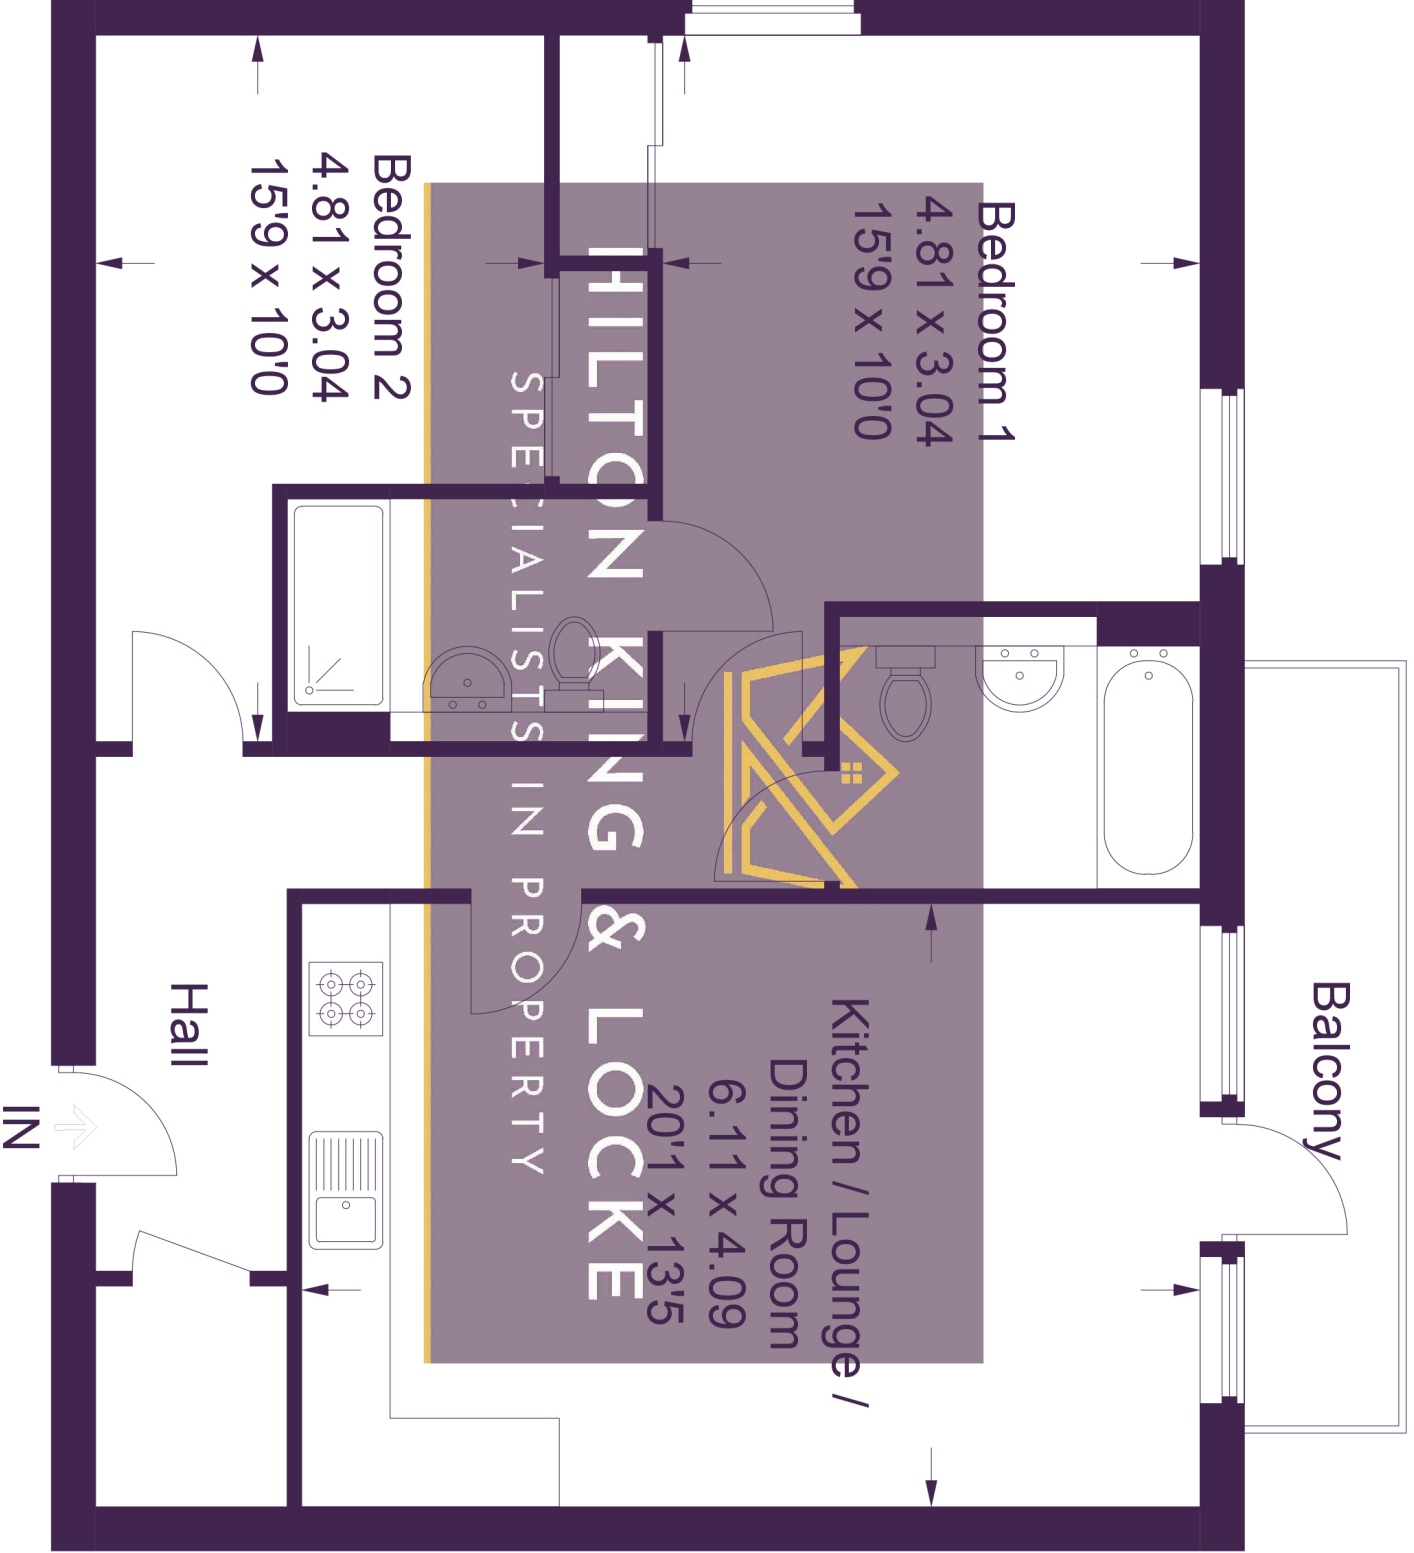 Balcony
Bedroom 1
4.81 x 3.04
15'9 x 10'0
Kitchen / Lounge /
Dining Room
6.11 x 4.09
20'1 x 13'5
HILTON KING & LOCKE
SPECIALISTS IN PROPERTY
Bedroom 2
4.81 x 3.04
15'9 x 10'0
Hall
IN